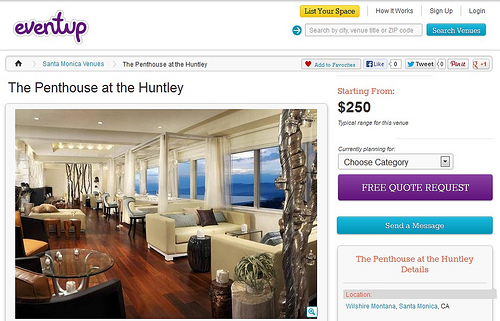 eventup
List Your Space
How It Works
Sign Up
Login
Search by city, venue title or ZIP code
Search Venues
Santa Monica Venues
The Penthouse at the Huntley
Add to Favorites
Like
0
Tweet
0
Pin it
+1
The Penthouse at the Huntley
Starting From:
$250
Typical range for this venue
Currently planning for:
Choose Category
FREE QUOTE REQUEST
Send a Message
The Penthouse at the Huntley
Details
Location:
Wilshire Montana, Santa Monica, CA